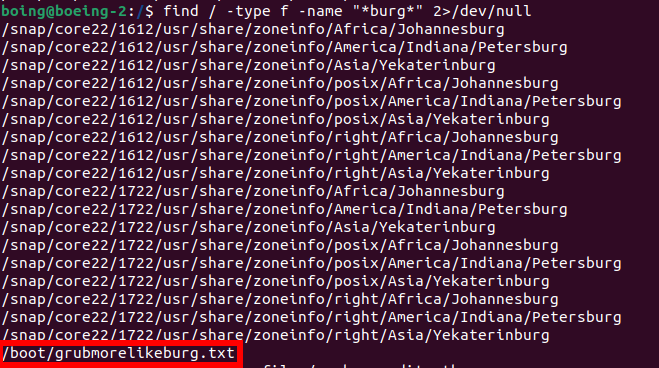 boing@boeing-2:/$ find / -type f -name "*burg*" 2>/dev/null
/snap/core22/1612/usr/share/zoneinfo/Africa/Johannesburg
/snap/core22/1612/usr/share/zoneinfo/America/Indiana/Petersburg
/snap/core22/1612/usr/share/zoneinfo/Asia/Yekaterinburg
/snap/core22/1612/usr/share/zoneinfo/posix/Africa/Johannesburg
/snap/core22/1612/usr/share/zoneinfo/posix/America/Indiana/Petersburg
/snap/core22/1612/usr/share/zoneinfo/posix/Asia/Yekaterinburg
/snap/core22/1612/usr/share/zoneinfo/right/Africa/Johannesburg
/snap/core22/1612/usr/share/zoneinfo/right/America/Indiana/Petersburg
/snap/core22/1612/usr/share/zoneinfo/right/Asia/Yekaterinburg
/snap/core22/1722/usr/share/zoneinfo/Africa/Johannesburg
/snap/core22/1722/usr/share/zoneinfo/America/Indiana/Petersburg
/snap/core22/1722/usr/share/zoneinfo/Asia/Yekaterinburg
/snap/core22/1722/usr/share/zoneinfo/posix/Africa/Johannesburg
/snap/core22/1722/usr/share/zoneinfo/posix/America/Indiana/Petersburg
/snap/core22/1722/usr/share/zoneinfo/posix/Asia/Yekaterinburg
/snap/core22/1722/usr/share/zoneinfo/right/Africa/Johannesburg
/snap/core22/1722/usr/share/zoneinfo/right/America/Indiana/Petersburg
/snap/core22/1722/usr/share/zoneinfo/right/Asia/Yekaterinburg
/boot/grubmorelikeburg.txt